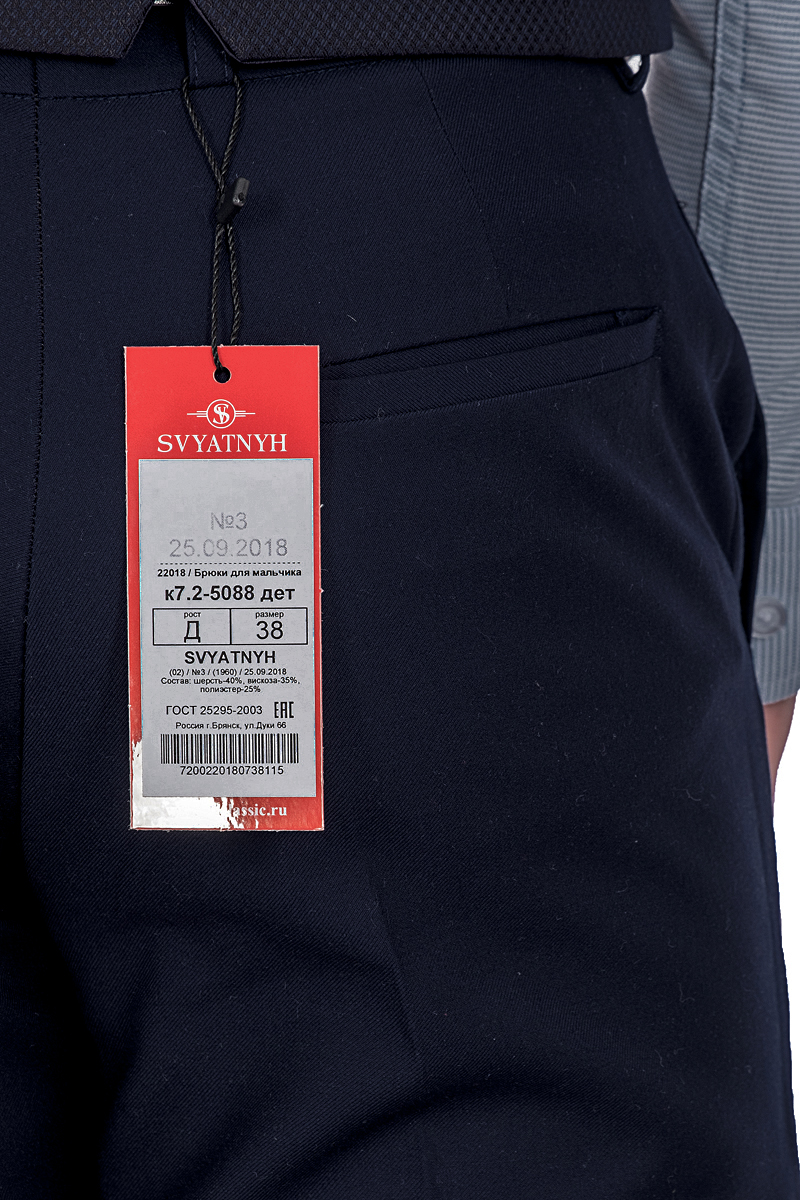 SVYATNYH
№3
25.09.2018
22018 / Брюки для мальчика
к7.2-5088 дет
рост размер
Д 38
SVYATNYH
(02) / №3 / (1960) / 25.09.2018
Состав: шерсть-40%, вискоза-35%,
полиэстер-25%
ГОСТ 25295-2003 EAC
Россия г.Брянск, ул.Дуки 66
7200220180738115